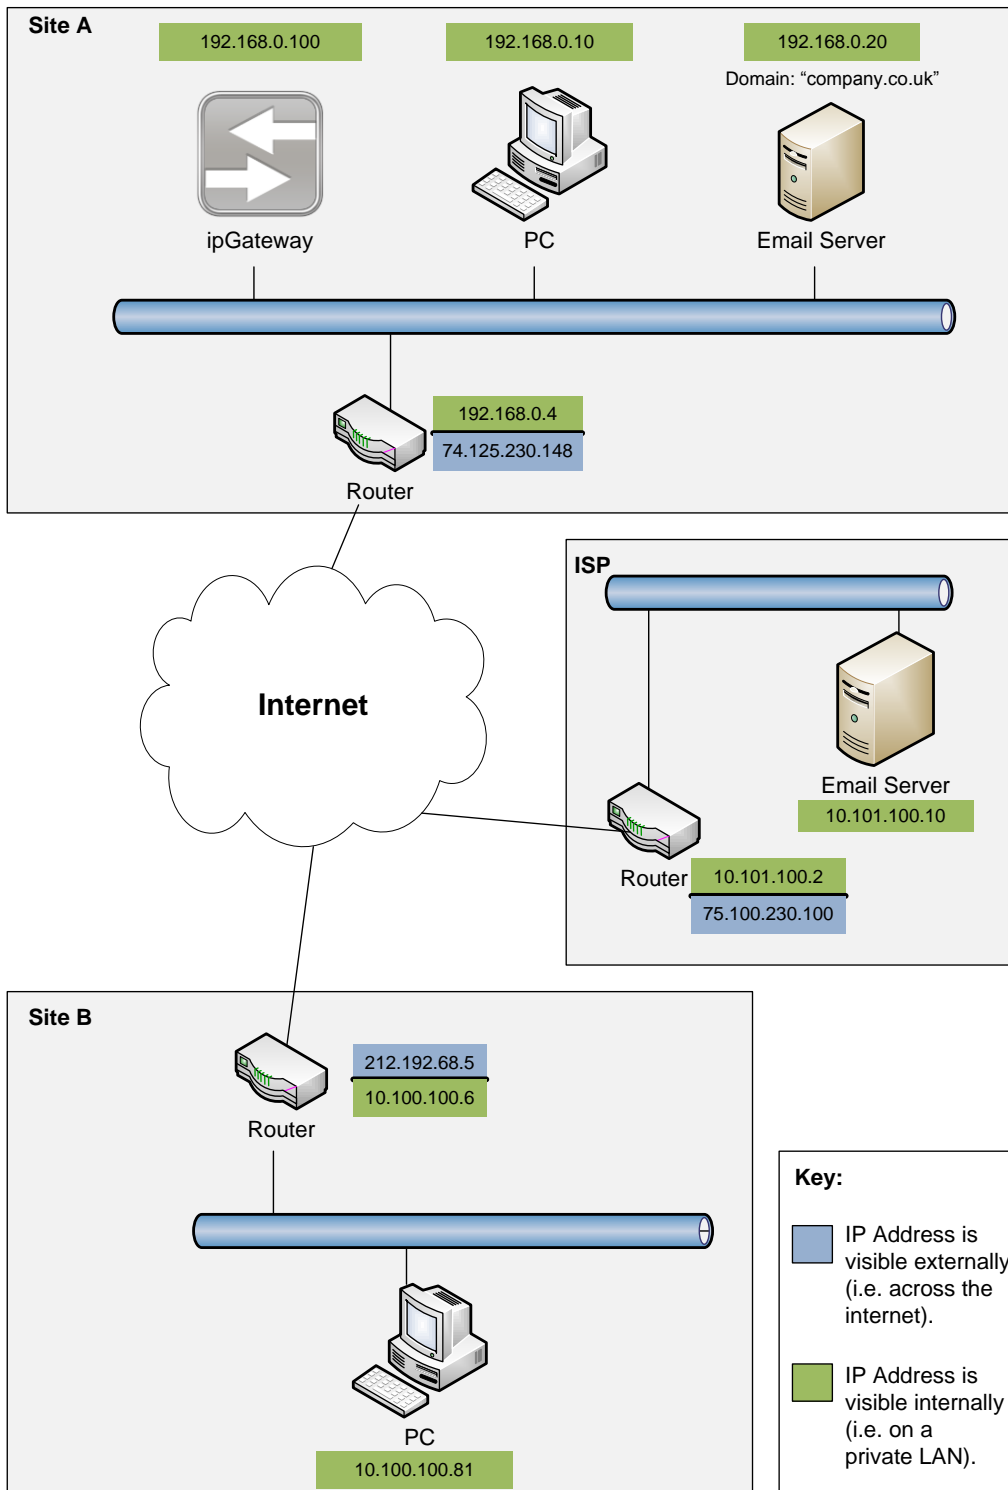 Site A
192.168.0.100
192.168.0.10
192.168.0.20
Domain: “company.co.uk”
ipGateway
PC
Email Server
192.168.0.4
74.125.230.148
Router
ISP
Internet
Email Server
10.101.100.10
Router
10.101.100.2
75.100.230.100
Site B
212.192.68.5
10.100.100.6
Router
PC
10.100.100.81
Key:
IP Address is
visible externally
(i.e. across the
internet).
IP Address is
visible internally
(i.e. on a
private LAN).